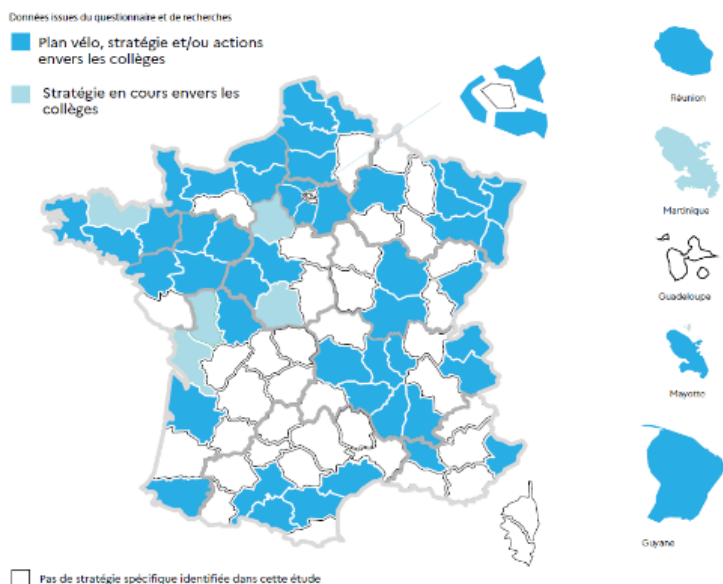 Données issues du questionnaire et de recherches
Plan vélo, stratégie et/ou actions
envers les collèges
Stratégie en cours envers les
collèges
Réunion
Martinique
Guadeloupe
Mayotte
Guyane
Pas de stratégie spécifique identifiée dans cette étude